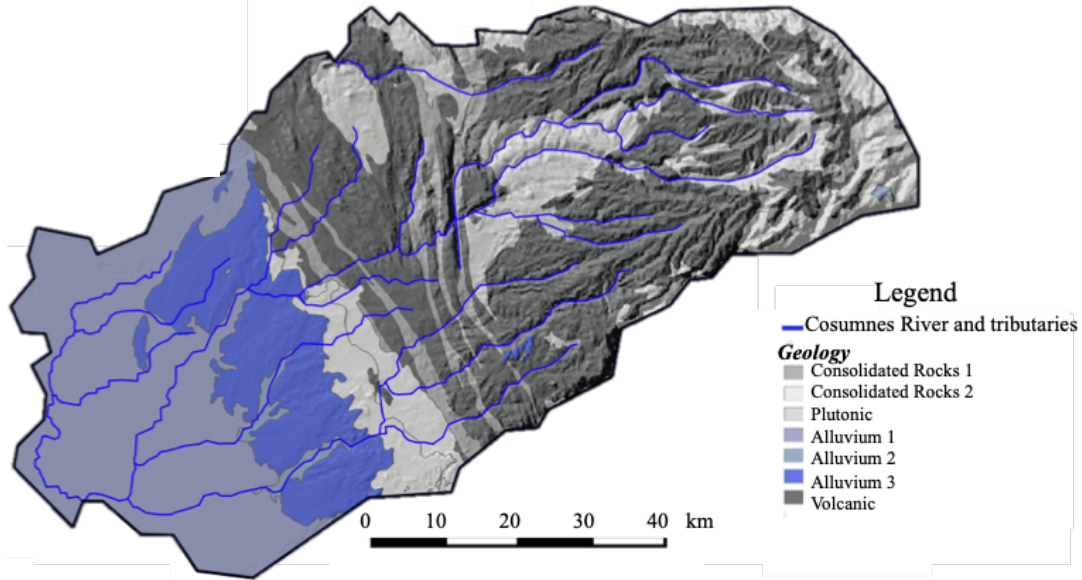 Legend
Cosumnes River and tributaries
Geology
Consolidated Rocks 1
Consolidated Rocks 2
Plutonic
Alluvium 1
Alluvium 2
Alluvium 3
Volcanic
0 10 20 30 40 km